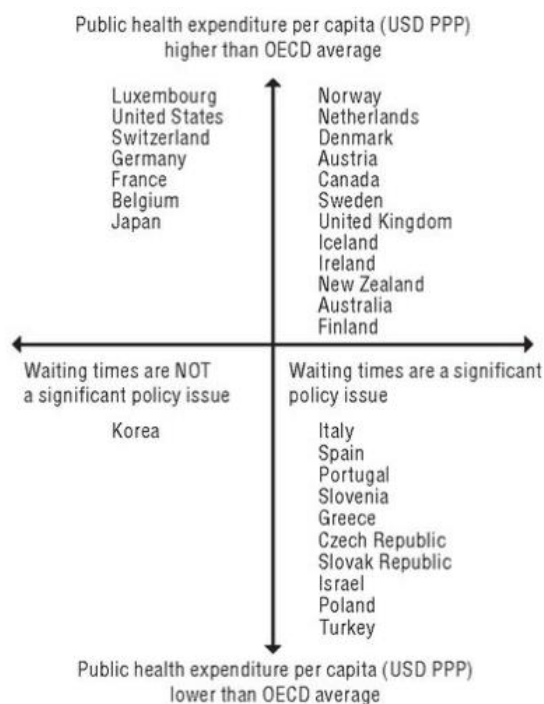 Public health expenditure per capita (USD PPP)
higher than OECD average
Luxembourg
United States
Switzerland
Germany
France
Belgium
Japan
Norway
Netherlands
Denmark
Austria
Canada
Sweden
United Kingdom
Iceland
Ireland
New Zealand
Australia
Finland
Waiting times are NOT
a significant policy issue
Waiting times are a significant
policy issue
Korea
Italy
Spain
Portugal
Slovenia
Greece
Czech Republic
Slovak Republic
Israel
Poland
Turkey
Public health expenditure per capita (USD PPP)
lower than OECD average